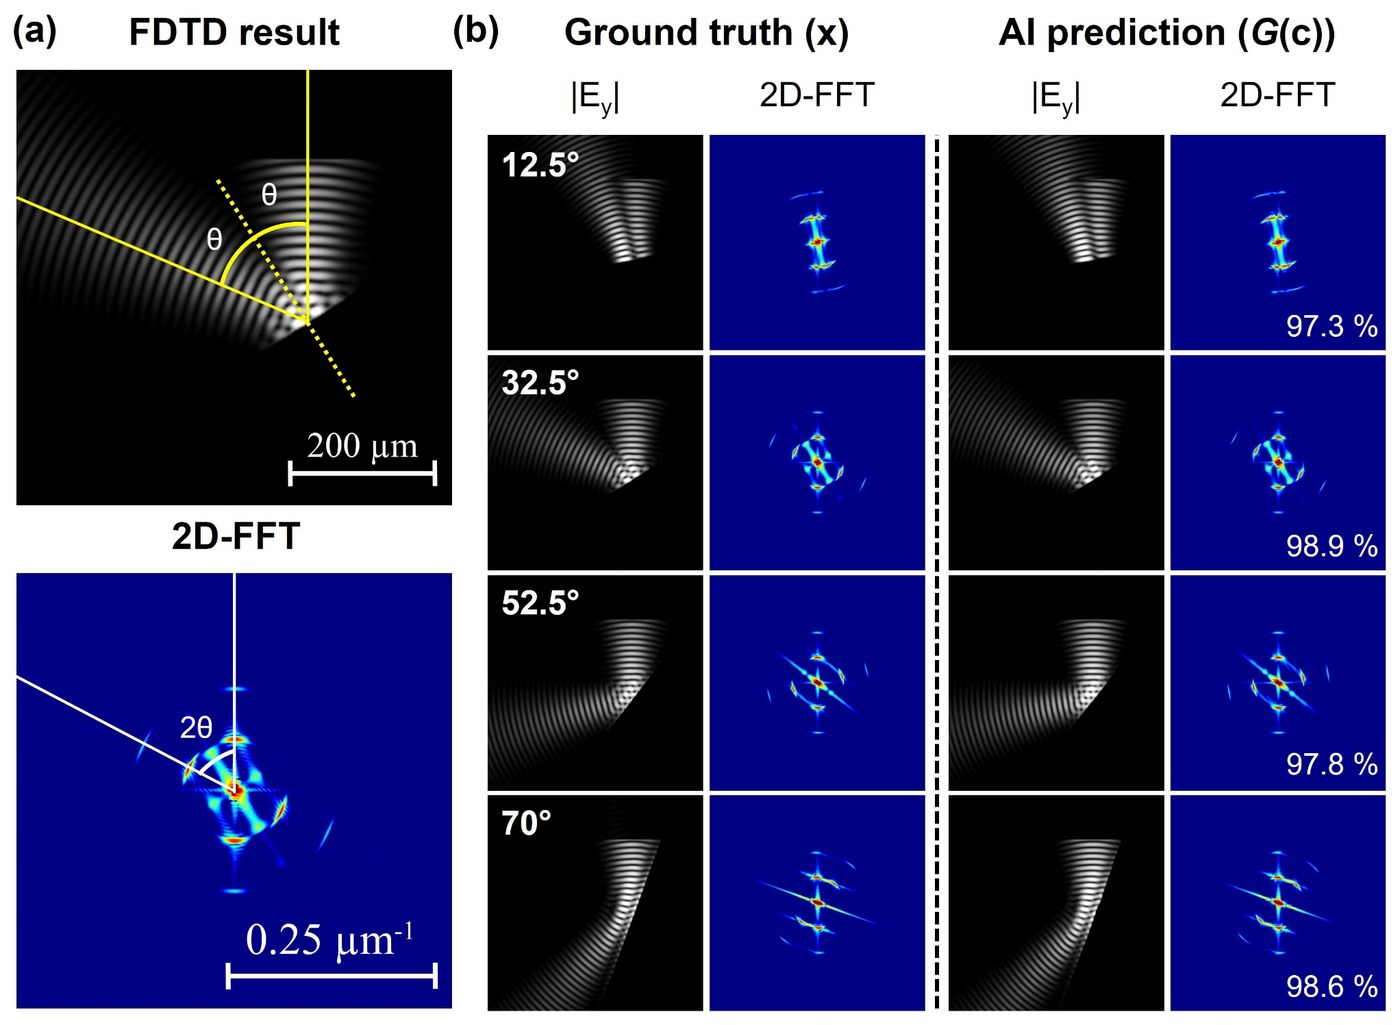 (a) FDTD result
θ
θ
200 µm
2D-FFT
2θ
0.25 µm⁻¹
(b) Ground truth (x) AI prediction (G(c))
|Ey| 2D-FFT |Ey| 2D-FFT
12.5°
97.3 %
32.5°
98.9 %
52.5°
97.8 %
70°
98.6 %